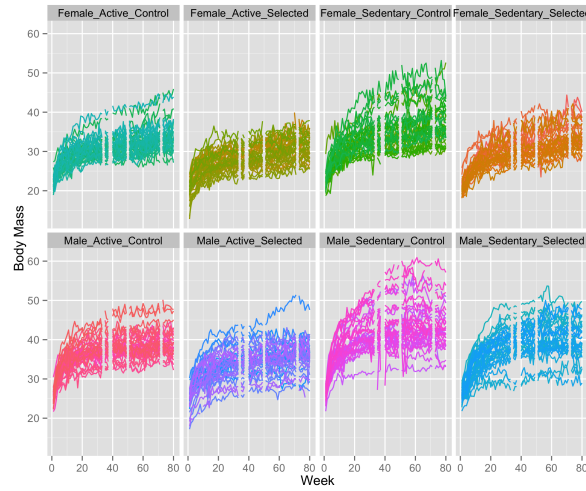 Female_Active_Control Female_Active_Selected Female_Sedentary_Control Female_Sedentary_Selected
60
50
40
30
20
Body Mass
Male_Active_Control Male_Active_Selected Male_Sedentary_Control Male_Sedentary_Selected
60
50
40
30
20
0 20 40 60 80 0 20 40 60 80 0 20 40 60 80 0 20 40 60 80
Week